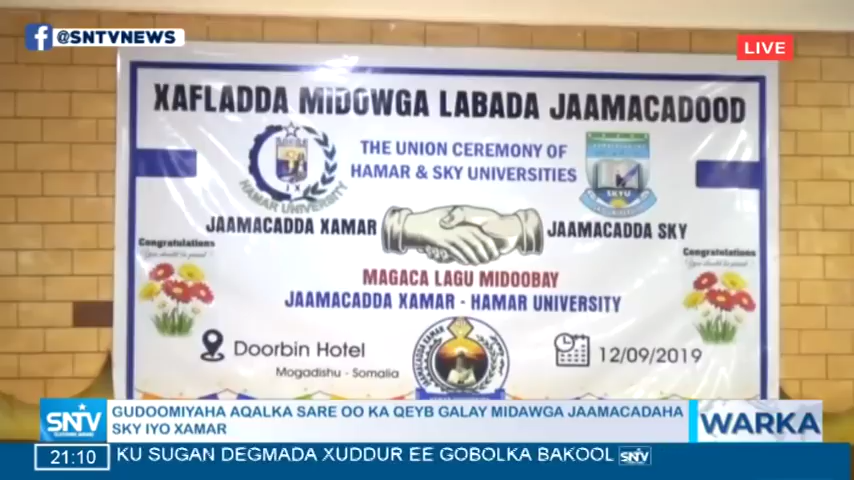 @SNTVNEWS
LIVE
XAFLADDA MIDOWGA LABADA JAAMACADOOD
THE UNION CEREMONY OF
HAMAR & SKY UNIVERSITIES
HAMAR UNIVERSITY
SKYU
JAAMACADDA XAMAR
JAAMACADDA SKY
Congratulations
Congratulations
MAGACA LAGU MIDOOBAY
JAAMACADDA XAMAR - HAMAR UNIVERSITY
Doorbin Hotel
Mogadishu - Somalia
JAAMACADDA XAMAR
12/09/2019
SNTV
GUDOOMIYAHA AQALKA SARE OO KA QEYB GALAY MIDAWGA JAAMACADAHA
SKY IYO XAMAR
WARKA
21:10
KU SUGAN DEGMADA XUDDUR EE GOBOLKA BAKOOL
SNTV